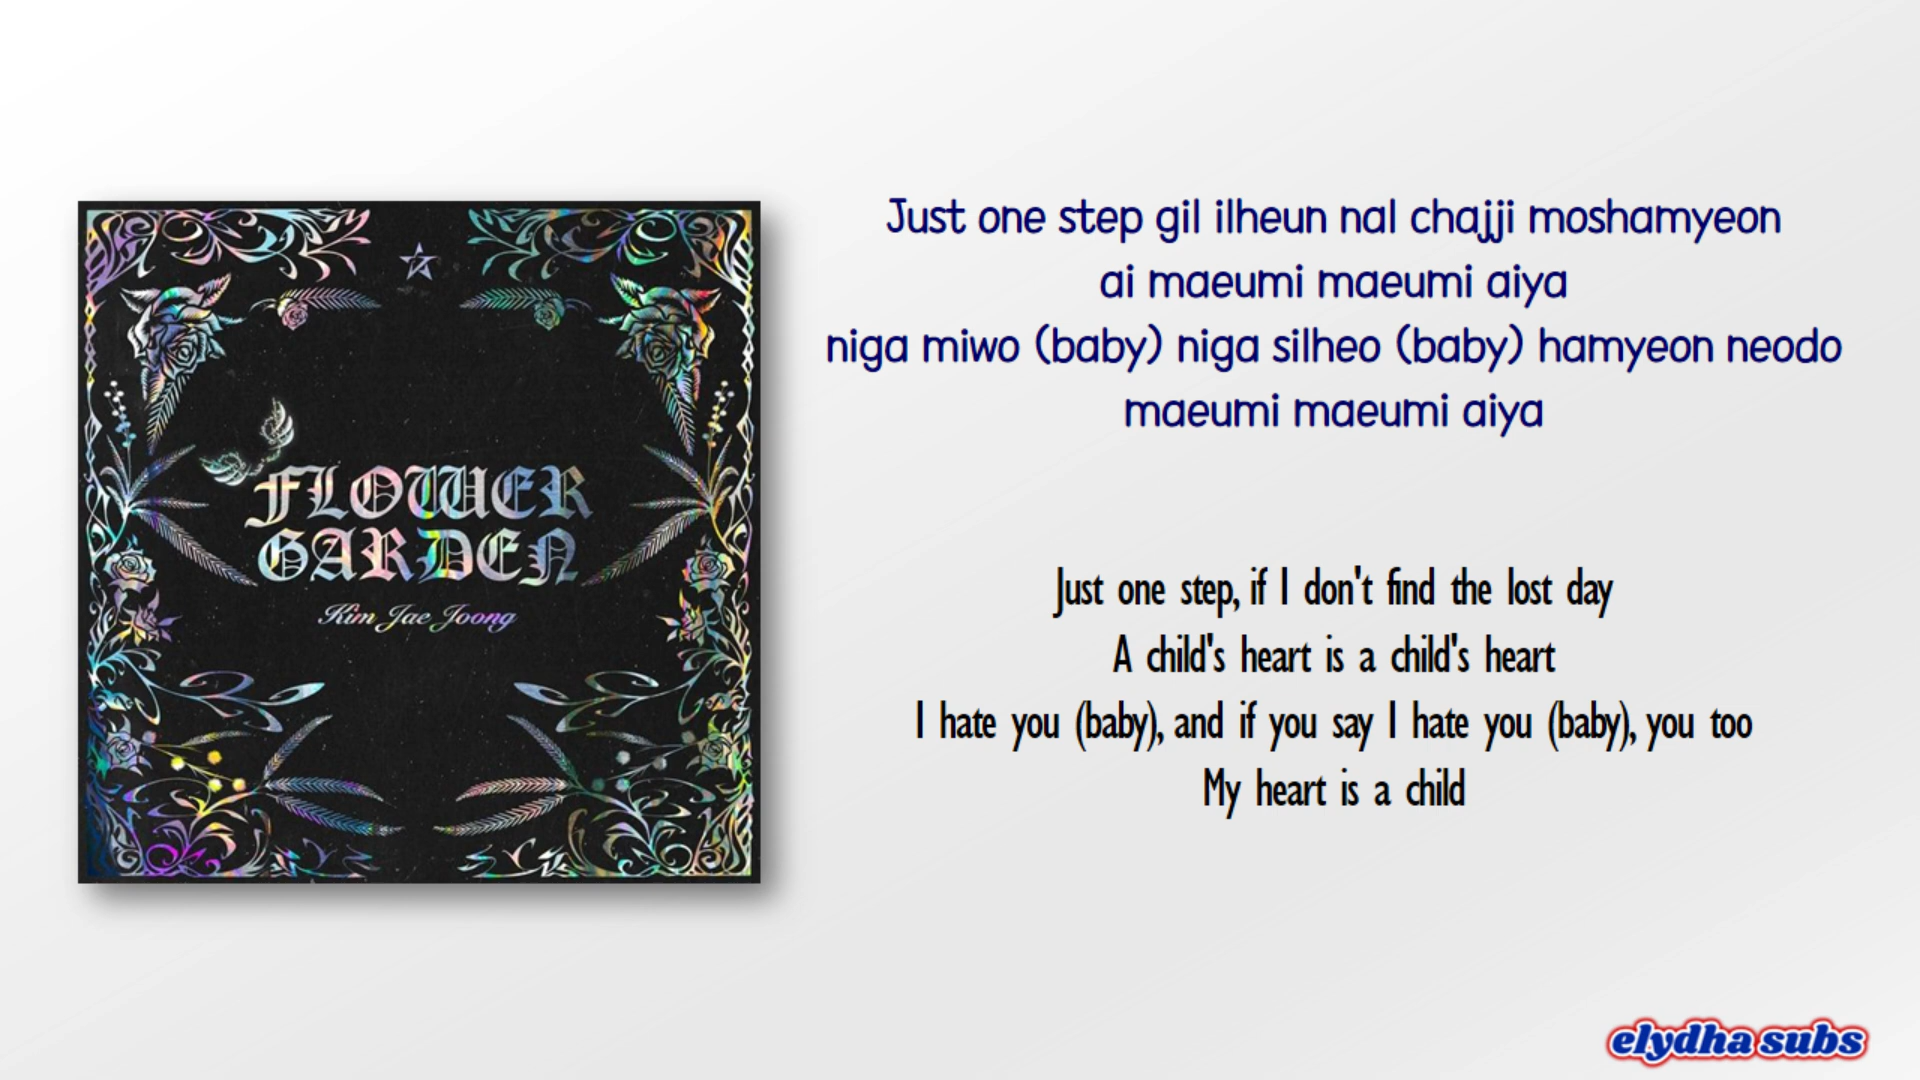 FLOWER
GARDEN
Kim Jae Joong
Just one step gil ilheun nal chajji moshamyeon
ai maeumi maeumi aiya
niga miwo (baby) niga silheo (baby) hamyeon neodo
maeumi maeumi aiya
Just one step, if I don't find the lost day
A child's heart is a child's heart
I hate you (baby), and if you say I hate you (baby), you too
My heart is a child
elydha subs